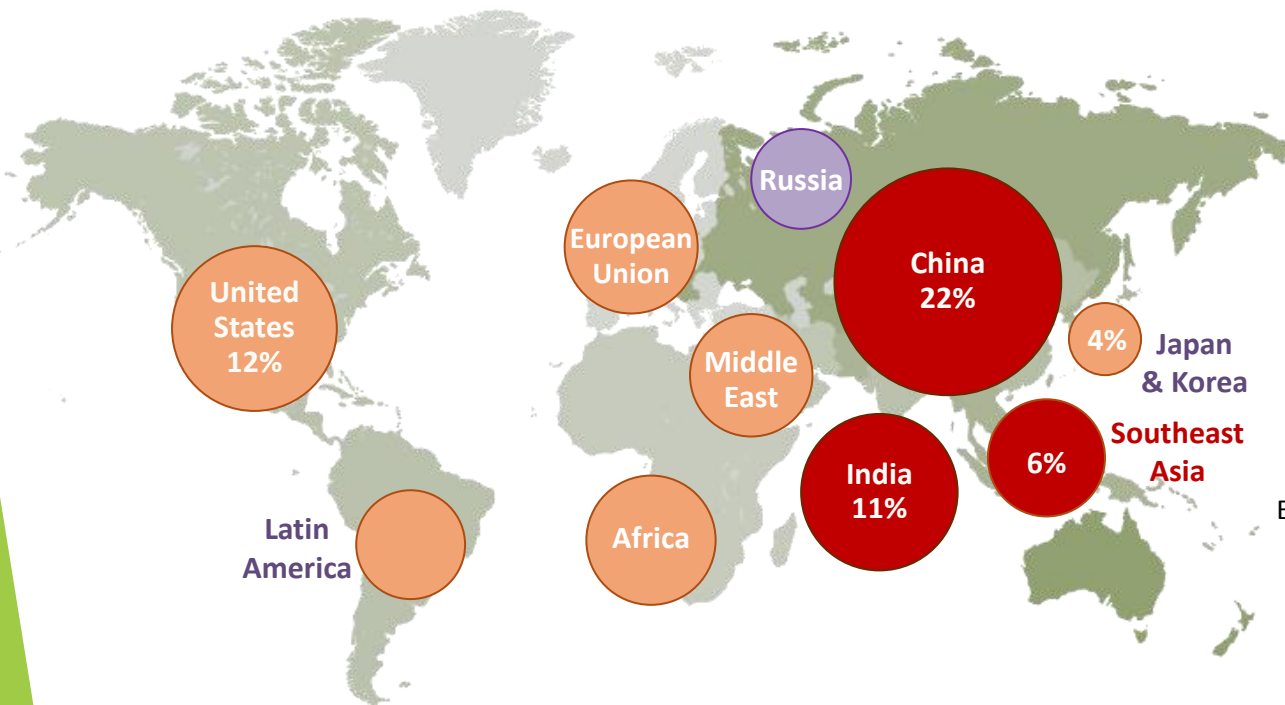 Russia
European
Union
China
22%
United
States
12%
4%
Japan
& Korea
Middle
East
Southeast
Asia
6%
India
11%
E
Latin
America
Africa